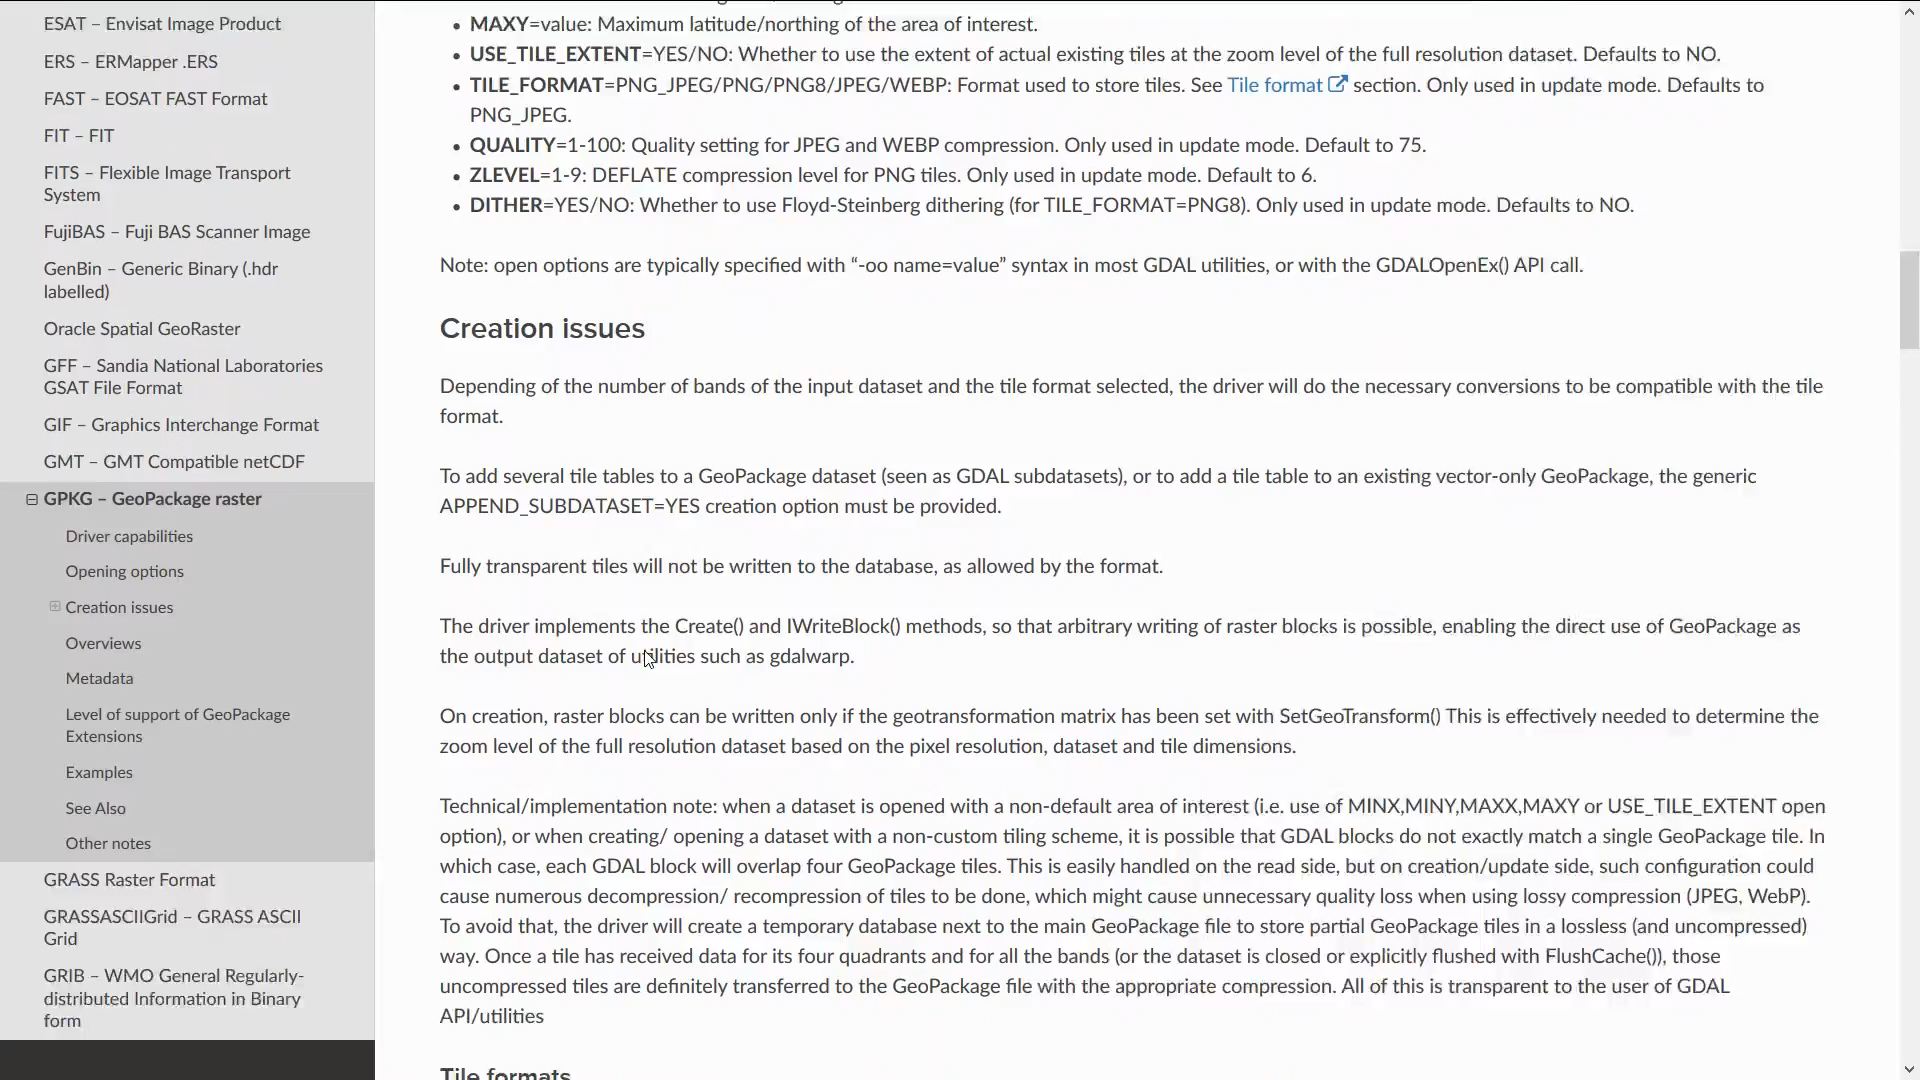 ESAT – Envisat Image Product
ERS – ERMapper .ERS
FAST – EOSAT FAST Format
FIT – FIT
FITS – Flexible Image Transport
System
FujiBAS – Fuji BAS Scanner Image
GenBin – Generic Binary (.hdr
labelled)
Oracle Spatial GeoRaster
GFF – Sandia National Laboratories
GSAT File Format
GIF – Graphics Interchange Format
GMT – GMT Compatible netCDF
GPKG – GeoPackage raster
Driver capabilities
Opening options
Creation issues
Overviews
Metadata
Level of support of GeoPackage
Extensions
Examples
See Also
Other notes
GRASS Raster Format
GRASSASCIIGrid – GRASS ASCII
Grid
GRIB – WMO General Regularly-
distributed Information in Binary
form
• MAXY=value: Maximum latitude/northing of the area of interest.
• USE_TILE_EXTENT=YES/NO: Whether to use the extent of actual existing tiles at the zoom level of the full resolution dataset. Defaults to NO.
• TILE_FORMAT=PNG_JPEG/PNG/PNG8/JPEG/WEBP: Format used to store tiles. See Tile format section. Only used in update mode. Defaults to
PNG_JPEG.
• QUALITY=1-100: Quality setting for JPEG and WEBP compression. Only used in update mode. Default to 75.
• ZLEVEL=1-9: DEFLATE compression level for PNG tiles. Only used in update mode. Default to 6.
• DITHER=YES/NO: Whether to use Floyd-Steinberg dithering (for TILE_FORMAT=PNG8). Only used in update mode. Defaults to NO.
Note: open options are typically specified with “-oo name=value” syntax in most GDAL utilities, or with the GDALOpenEx() API call.
Creation issues
Depending of the number of bands of the input dataset and the tile format selected, the driver will do the necessary conversions to be compatible with the tile
format.
To add several tile tables to a GeoPackage dataset (seen as GDAL subdatasets), or to add a tile table to an existing vector-only GeoPackage, the generic
APPEND_SUBDATASET=YES creation option must be provided.
Fully transparent tiles will not be written to the database, as allowed by the format.
The driver implements the Create() and IWriteBlock() methods, so that arbitrary writing of raster blocks is possible, enabling the direct use of GeoPackage as
the output dataset of utilities such as gdalwarp.
On creation, raster blocks can be written only if the geotransformation matrix has been set with SetGeoTransform() This is effectively needed to determine the
zoom level of the full resolution dataset based on the pixel resolution, dataset and tile dimensions.
Technical/implementation note: when a dataset is opened with a non-default area of interest (i.e. use of MINX,MINY,MAXX,MAXY or USE_TILE_EXTENT open
option), or when creating/ opening a dataset with a non-custom tiling scheme, it is possible that GDAL blocks do not exactly match a single GeoPackage tile. In
which case, each GDAL block will overlap four GeoPackage tiles. This is easily handled on the read side, but on creation/update side, such configuration could
cause numerous decompression/ recompression of tiles to be done, which might cause unnecessary quality loss when using lossy compression (JPEG, WebP).
To avoid that, the driver will create a temporary database next to the main GeoPackage file to store partial GeoPackage tiles in a lossless (and uncompressed)
way. Once a tile has received data for its four quadrants and for all the bands (or the dataset is closed or explicitly flushed with FlushCache()), those
uncompressed tiles are definitely transferred to the GeoPackage file with the appropriate compression. All of this is transparent to the user of GDAL
API/utilities
Tile formats